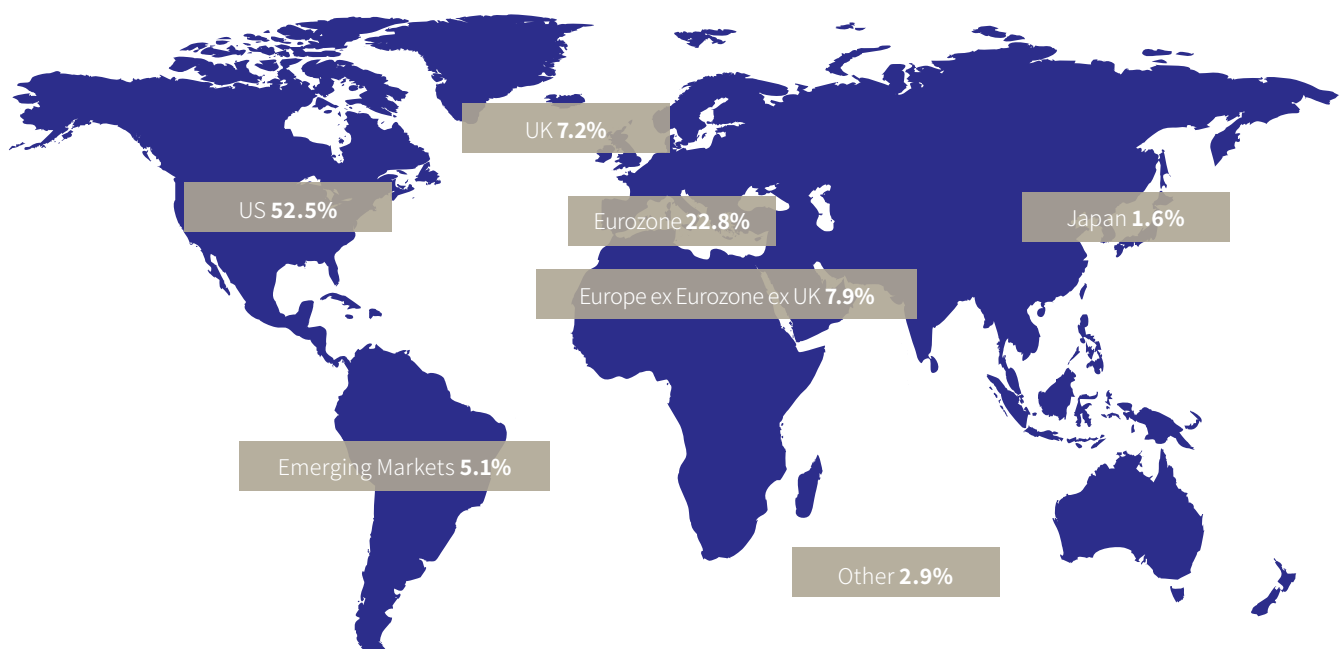 UK 7.2%
US 52.5%
Eurozone 22.8%
Japan 1.6%
Europe ex Eurozone ex UK 7.9%
Emerging Markets 5.1%
Other 2.9%